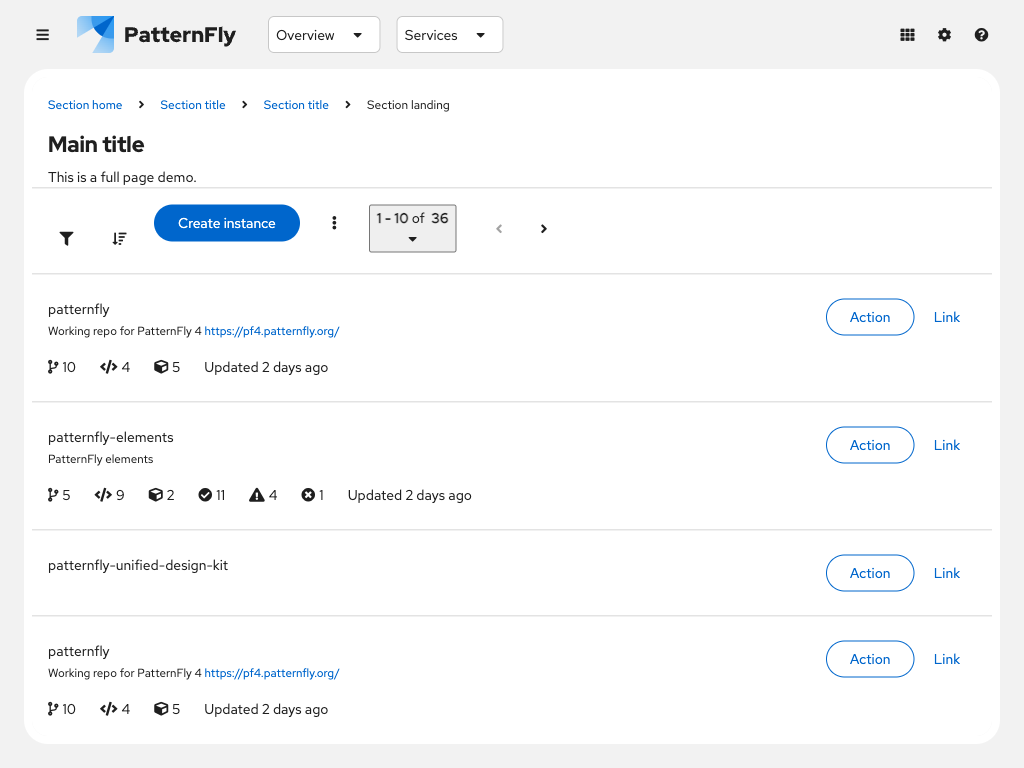 PatternFly Overview Services
Section home Section title Section title Section landing
Main title
This is a full page demo.
Create instance 1 - 10 of 36
patternfly Action Link
Working repo for PatternFly 4 https://pf4.patternfly.org/
10 4 5 Updated 2 days ago
patternfly-elements Action Link
PatternFly elements
5 9 2 11 4 1 Updated 2 days ago
patternfly-unified-design-kit Action Link
patternfly Action Link
Working repo for PatternFly 4 https://pf4.patternfly.org/
10 4 5 Updated 2 days ago